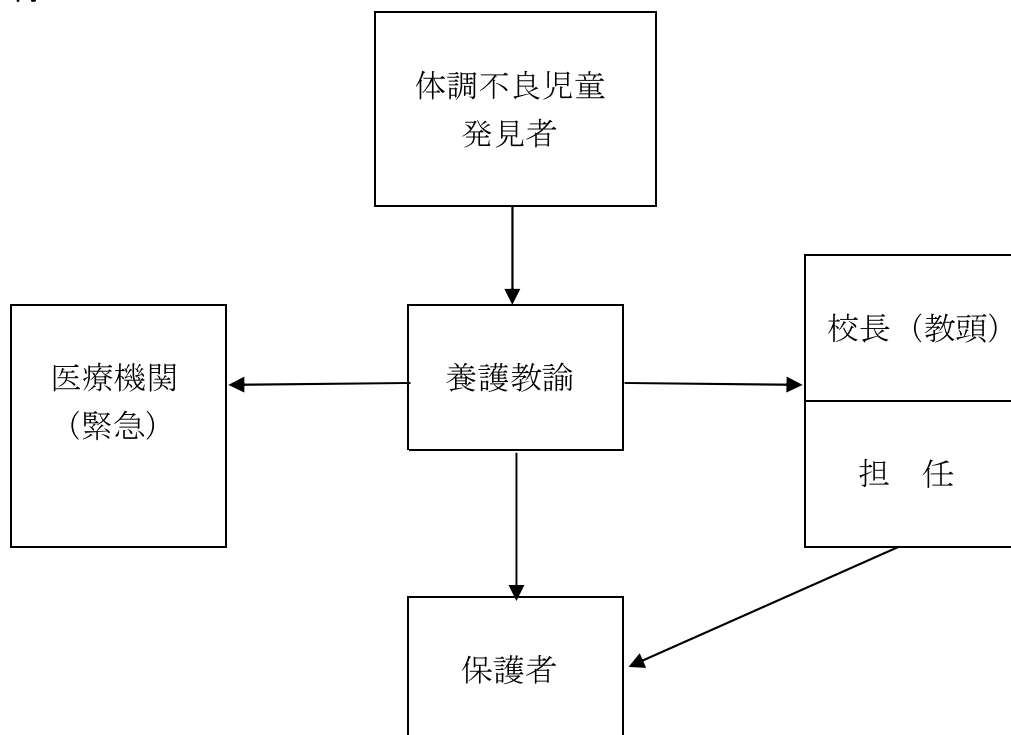 体調不良児童
発見者
校長（教頭）
医療機関
（緊急）
養護教諭
担　任
保護者